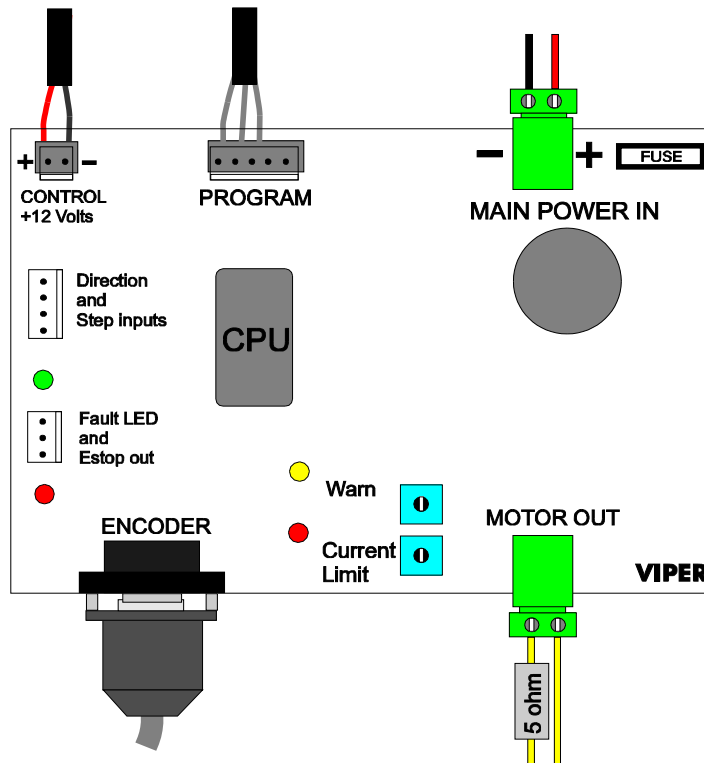 +
-
CONTROL
+12 Volts
PROGRAM
-
+
FUSE
MAIN POWER IN
Direction
and
Step inputs
CPU
Fault LED
and
Estop out
Warn
Current
Limit
ENCODER
MOTOR OUT
VIPER
5 ohm